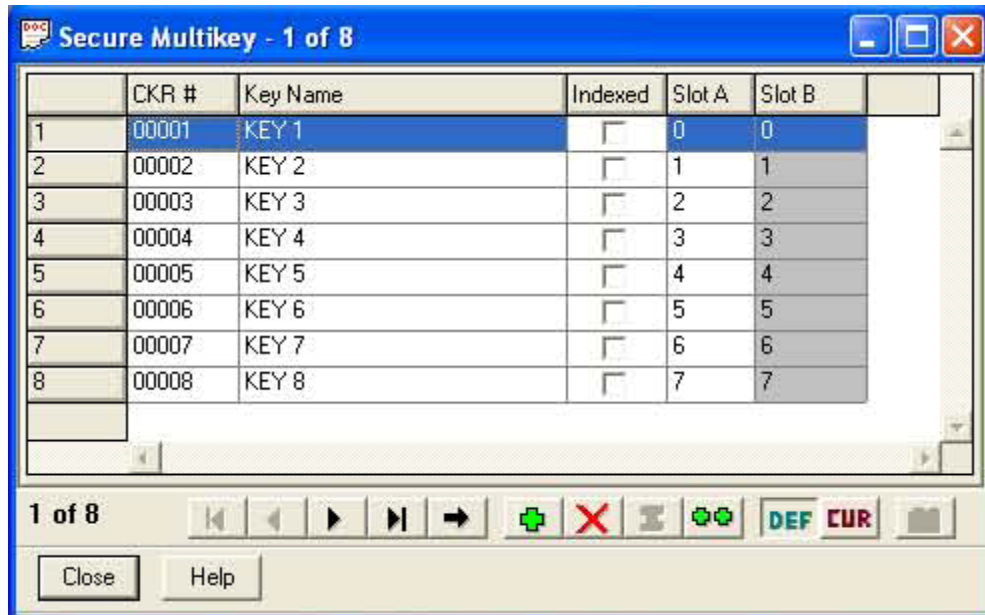 DOC Secure Multikey - 1 of 8
CKR # Key Name Indexed Slot A Slot B
1 00001 KEY 1 0 0
2 00002 KEY 2 1 1
3 00003 KEY 3 2 2
4 00004 KEY 4 3 3
5 00005 KEY 5 4 4
6 00006 KEY 6 5 5
7 00007 KEY 7 6 6
8 00008 KEY 8 7 7
1 of 8 DEF CUR
Close Help